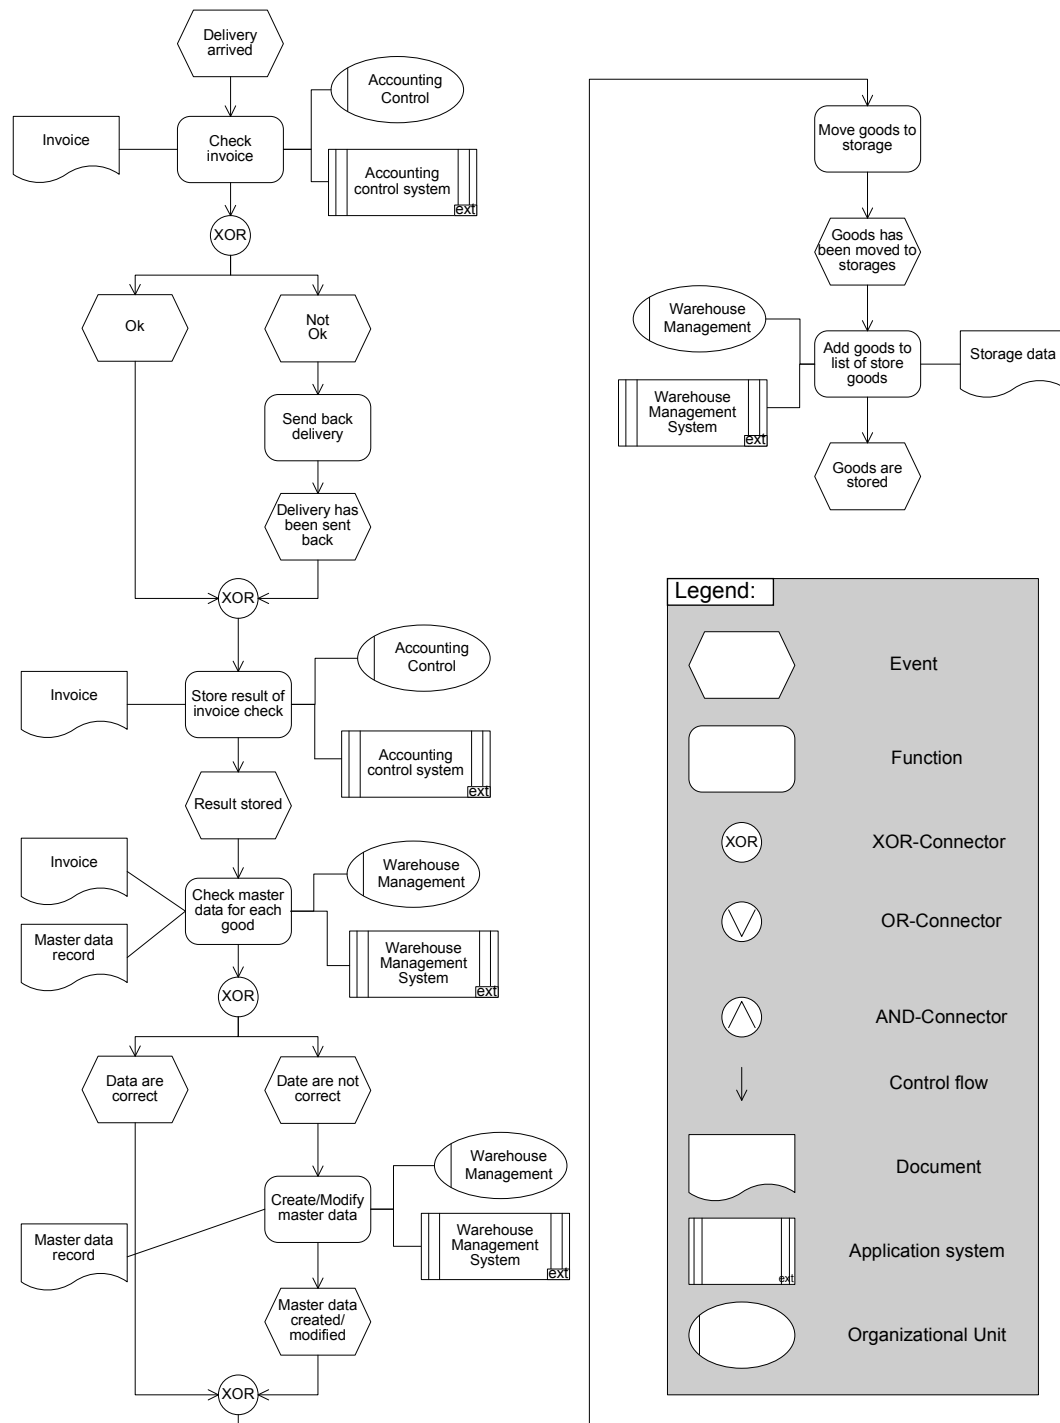 Delivery
arrived
Accounting
Control
Invoice
Check
invoice
Accounting
control system
ext
XOR
Ok
Not
Ok
Send back
delivery
Delivery has
been sent
back
XOR
Accounting
Control
Invoice
Store result of
invoice check
Accounting
control system
ext
Result stored
Invoice
Warehouse
Management
Check master
data for each
good
Master data
record
Warehouse
Management
System
ext
XOR
Data are
correct
Date are not
correct
Warehouse
Management
Create/Modify
master data
Master data
record
Warehouse
Management
System
ext
Master data
created/
modified
XOR
Move goods to
storage
Goods has
been moved to
storages
Warehouse
Management
Add goods to
list of store
goods
Storage data
Warehouse
Management
System
ext
Goods are
stored
Legend:
Event
Function
XOR
XOR-Connector
OR-Connector
AND-Connector
Control flow
Document
Application system
ext
Organizational Unit